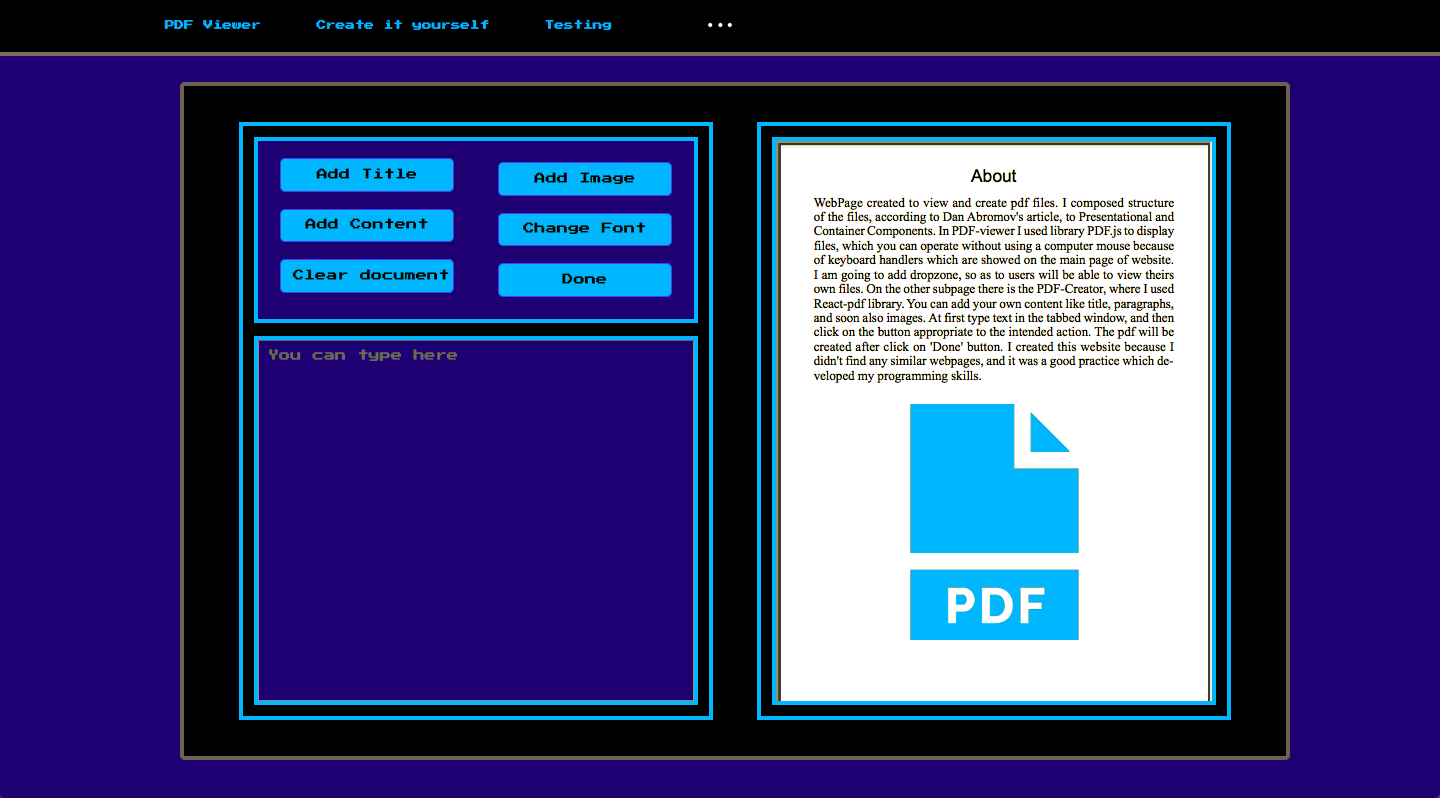 PDF Viewer
Create it yourself
Testing
...
Add Title
Add Image
Add Content
Change Font
Clear document
Done
You can type here
About
WebPage created to view and create pdf files. I composed structure
of the files, according to Dan Abromov's article, to Presentational and
Container Components. In PDF-viewer I used library PDF.js to display
files, which you can operate without using a computer mouse because
of keyboard handlers which are showed on the main page of website.
I am going to add dropzone, so as to users will be able to view theirs
own files. On the other subpage there is the PDF-Creator, where I used
React-pdf library. You can add your own content like title, paragraphs,
and soon also images. At first type text in the tabbed window, and then
click on the button appropriate to the intended action. The pdf will be
created after click on 'Done' button. I created this website because I
didn't find any similar webpages, and it was a good practice which de-
veloped my programming skills.
PDF